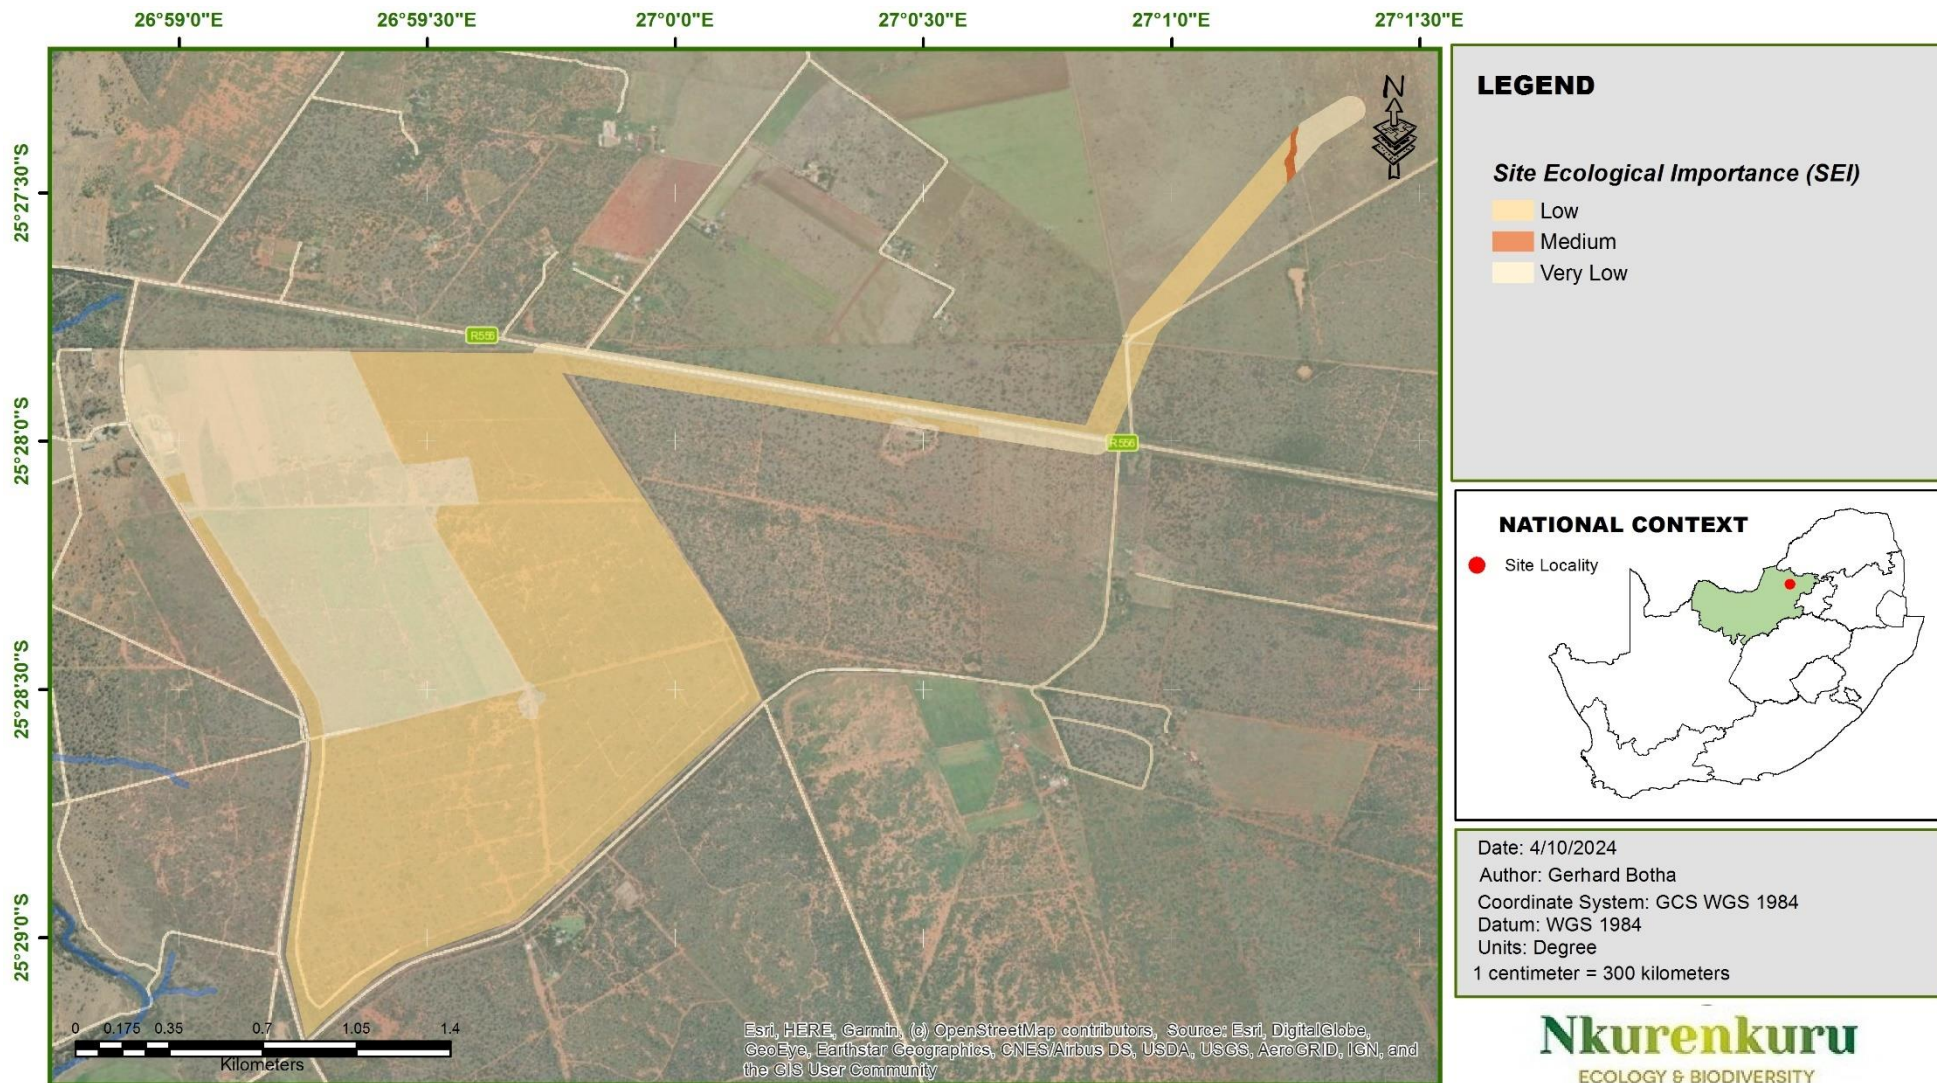 26°59'0"E
26°59'30"E
27°0'0"E
27°0'30"E
27°1'0"E
27°1'30"E
25°27'30"S
25°28'0"S
25°28'30"S
25°29'0"S
N
R556
R556
0 0.175 0.35 0.7 1.05 1.4
Kilometers
Esri, HERE, Garmin, (c) OpenStreetMap contributors, Source: Esri, DigitalGlobe,
GeoEye, Earthstar Geographics, CNES/Airbus DS, USDA, USGS, AeroGRID, IGN, and
the GIS User Community
LEGEND
Site Ecological Importance (SEI)
Low
Medium
Very Low
NATIONAL CONTEXT
Site Locality
Date: 4/10/2024
Author: Gerhard Botha
Coordinate System: GCS WGS 1984
Datum: WGS 1984
Units: Degree
1 centimeter = 300 kilometers
Nkurenkuru
ECOLOGY & BIODIVERSITY